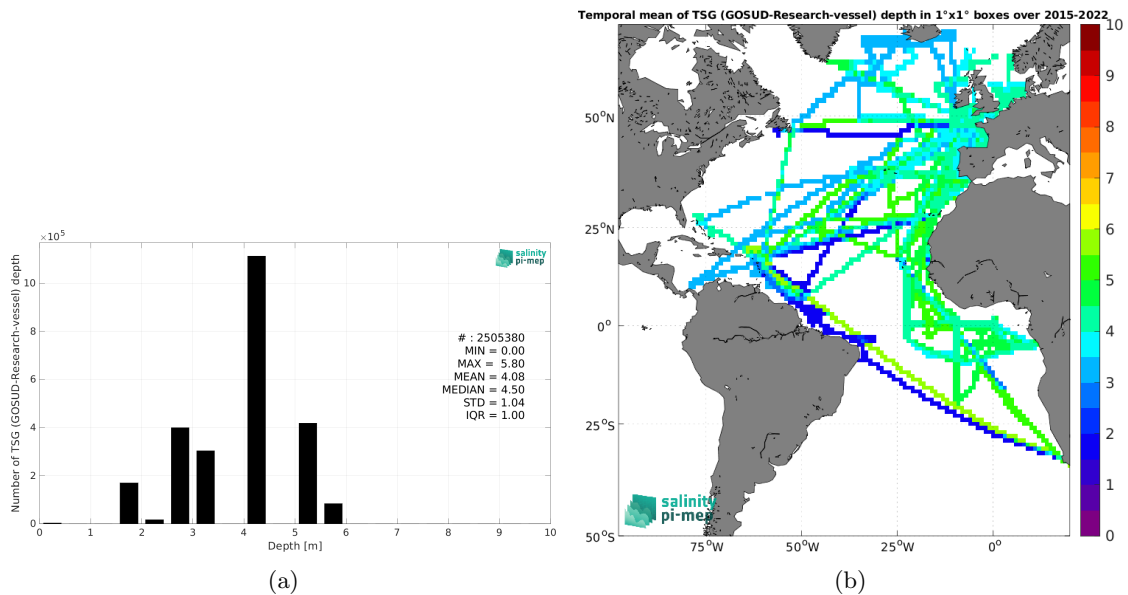 Temporal mean of TSG (GOSUD-Research-vessel) depth in 1°x1° boxes over 2015-2022
×10^5
Number of TSG (GOSUD-Research-vessel) depth
10
8
6
4
2
0
salinity
pi-mep
# : 2505380
MIN = 0.00
MAX = 5.80
MEAN = 4.08
MEDIAN = 4.50
STD = 1.04
IQR = 1.00
0 1 2 3 4 5 6 7 8 9 10
Depth [m]
(a)
50°N
25°N
0°
25°S
50°S
75°W 50°W 25°W 0°
salinity
pi-mep
10
9
8
7
6
5
4
3
2
1
0
(b)